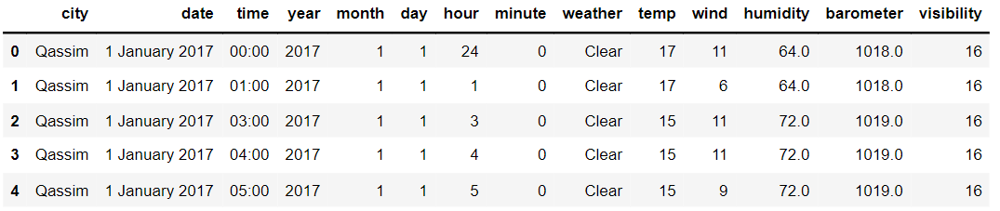 city date time year month day hour minute weather temp wind humidity barometer visibility
0 Qassim 1 January 2017 00:00 2017 1 1 24 0 Clear 17 11 64.0 1018.0 16
1 Qassim 1 January 2017 01:00 2017 1 1 1 0 Clear 17 6 64.0 1018.0 16
2 Qassim 1 January 2017 03:00 2017 1 1 3 0 Clear 15 11 72.0 1019.0 16
3 Qassim 1 January 2017 04:00 2017 1 1 4 0 Clear 15 11 72.0 1019.0 16
4 Qassim 1 January 2017 05:00 2017 1 1 5 0 Clear 15 9 72.0 1019.0 16